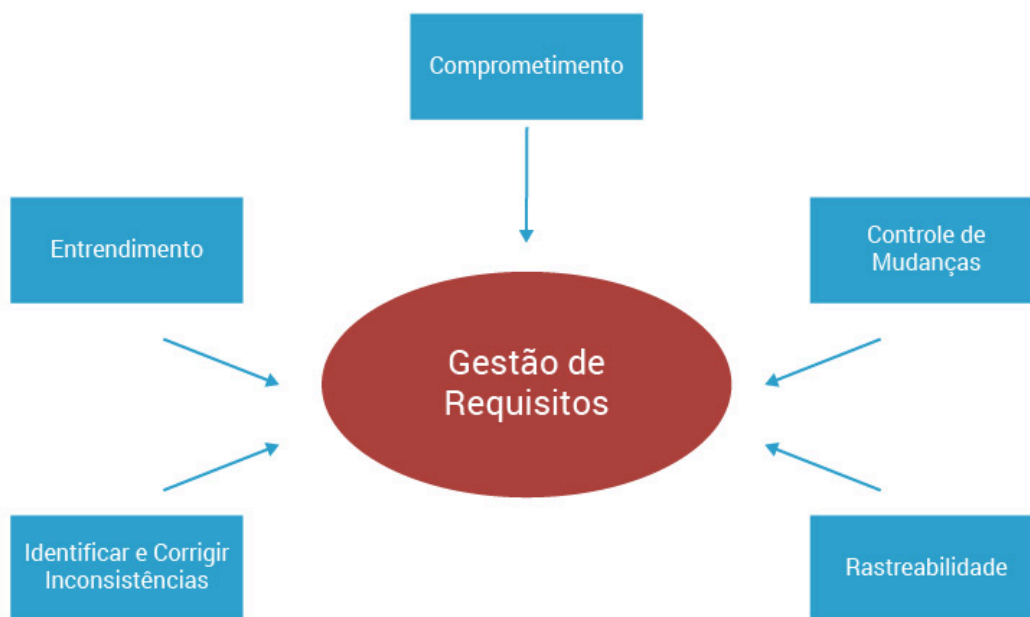 Comprometimento
Entrendimento
Controle de
Mudanças
Gestão de
Requisitos
Identificar e Corrigir
Inconsistências
Rastreabilidade